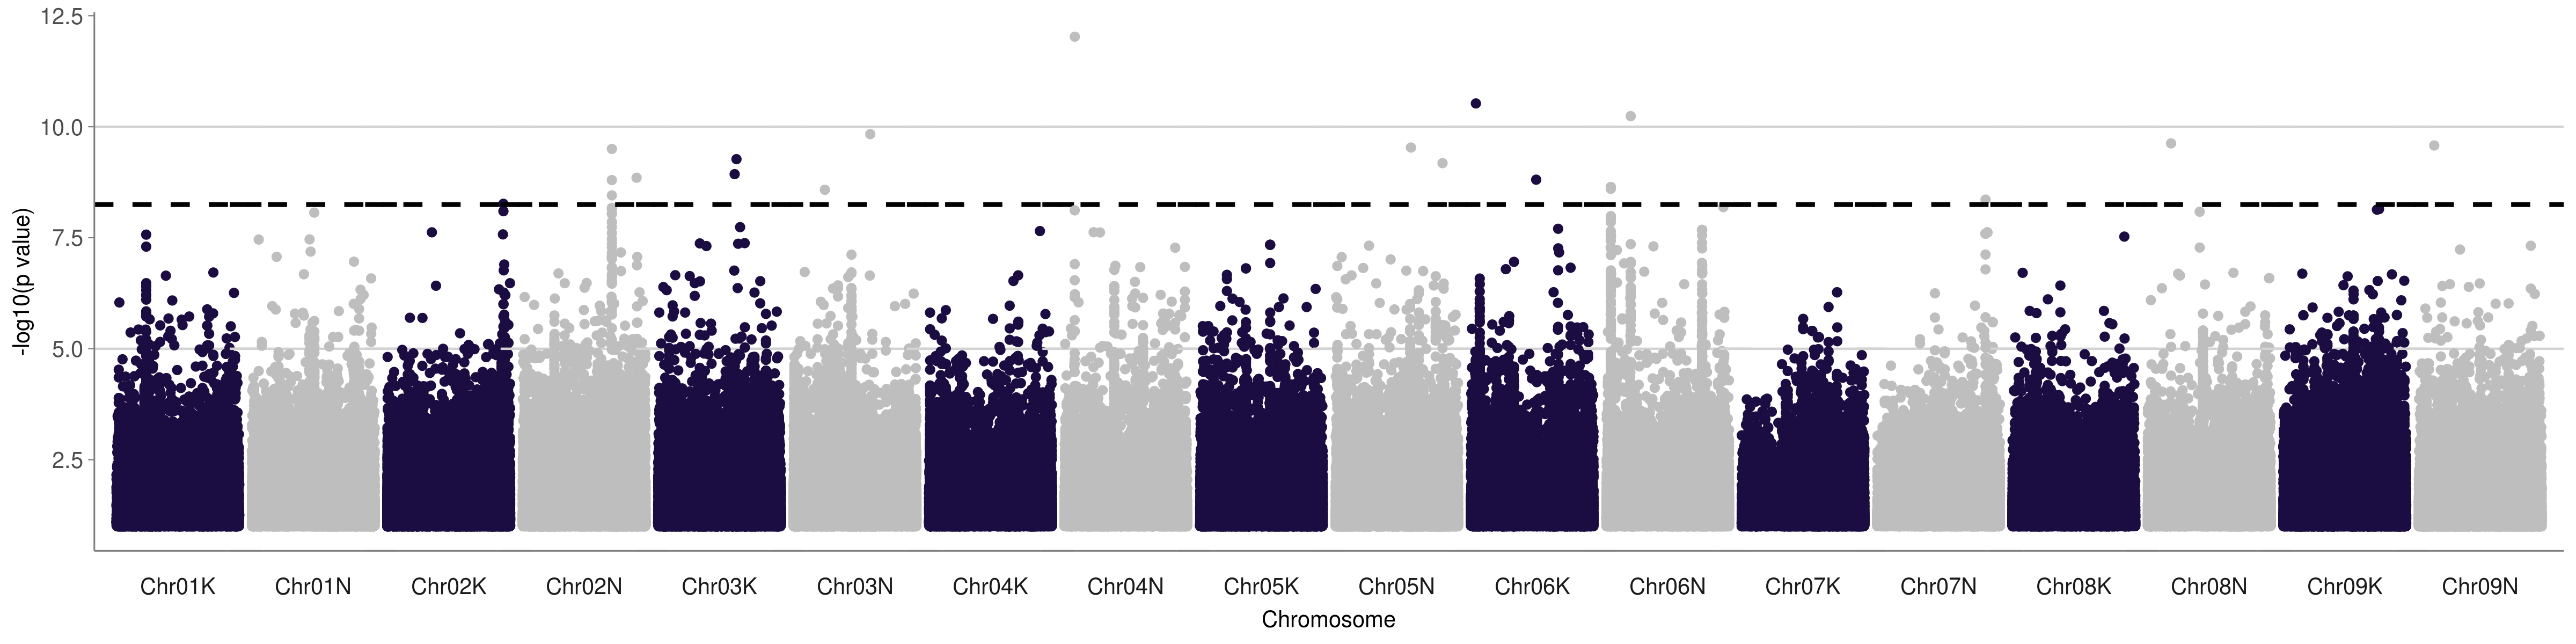 12.5
10.0
7.5
5.0
2.5
-log10(p value)
Chr01K Chr01N Chr02K Chr02N Chr03K Chr03N Chr04K Chr04N Chr05K Chr05N Chr06K Chr06N Chr07K Chr07N Chr08K Chr08N Chr09K Chr09N
Chromosome